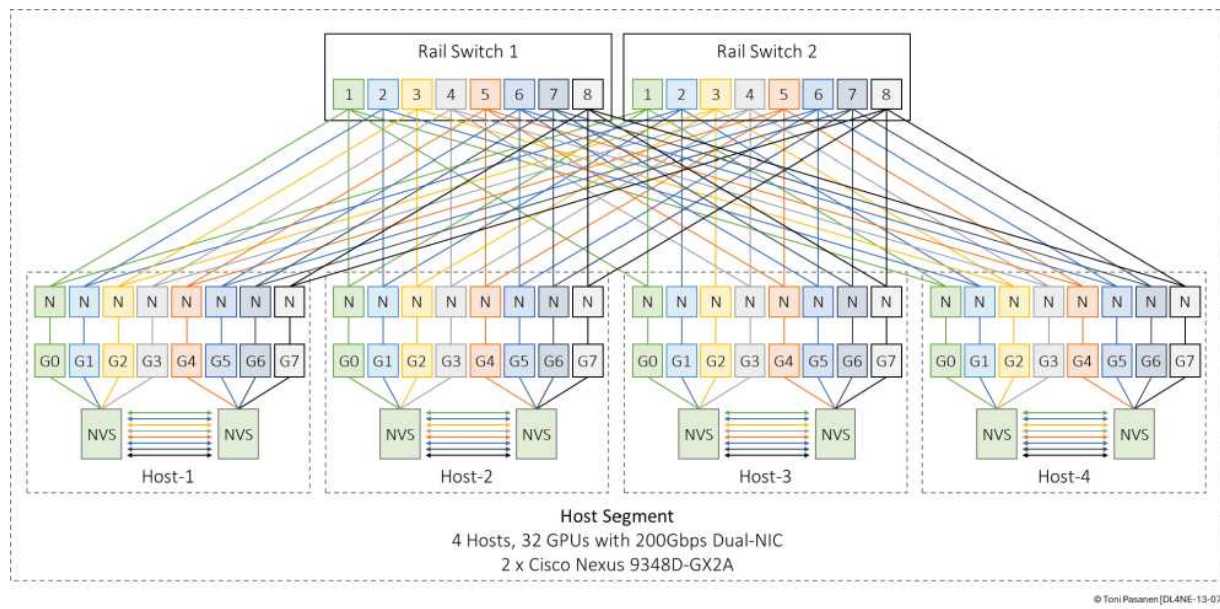 Rail Switch 1 Rail Switch 2
1 2 3 4 5 6 7 8 1 2 3 4 5 6 7 8
N N N N N N N N N N N N N N N N N N N N N N N N N N N N N N N N
G0 G1 G2 G3 G4 G5 G6 G7 G0 G1 G2 G3 G4 G5 G6 G7 G0 G1 G2 G3 G4 G5 G6 G7 G0 G1 G2 G3 G4 G5 G6 G7
NVS NVS NVS NVS NVS NVS NVS NVS
Host-1 Host-2 Host-3 Host-4
Host Segment
4 Hosts, 32 GPUs with 200Gbps Dual-NIC
2 x Cisco Nexus 9348D-GX2A
© Toni Pasanen [DL4NE-13-07